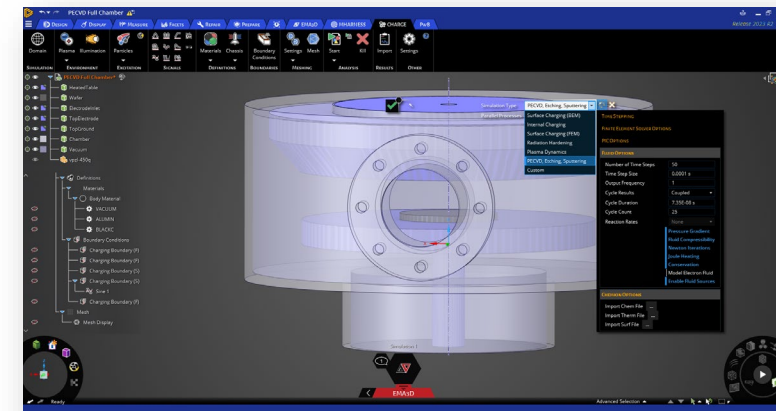 PECVD Full Chamber
Design Display Measure Facets Repair Prepare EMA3D MHARNESS CHARGE PwB
Release 2023 R2
Domain Plasma Illumination Particles Materials Chassis Boundary Conditions Settings Mesh Start Kill Import Settings
Simulation Environment Excitation Signals Definitions Boundaries Meshing Analysis Results Other
PECVD Full Chamber*
HeatedTable
Wafer
Electrodetriec
TopElectrode
TopGround
Chamber
Vacuum
Definitions
Materials
Body Material
VACUUM
ALUMIN
BLACKC
Boundary Conditions
Charging Boundary (F)
Charging Boundary (F)
Charging Boundary (S)
Charging Boundary (S)
Sine 1
Charging Boundary (F)
Mesh
Mesh Display
Simulation Type PECVD, Etching, Sputtering
Parallel Processes
Surface Charging (BEM)
Internal Charging
Surface Charging (FEM)
Radiation Hardening
Plasma Dynamics
PECVD, Etching, Sputtering
Custom
Time Stepping
Finite Element Solver Options
PIC Options
Fluid Options
Number of Time Steps 50
Time Step Size 0.0001 s
Output Frequency 1
Cycle Results Coupled
Cycle Duration 7.35E-08 s
Cycle Count 25
Reaction Rates None
Pressure Gradient
Fluid Compressibility
Newton Iterations
Joule Heating
Conservation
Model Electron Fluid
Enable Fluid Sources
Chemkin Options
Import Chem File ...
Import Therm File ...
Import Surf File ...
Simulation 1
EMA3D
Ready
Advanced Selection